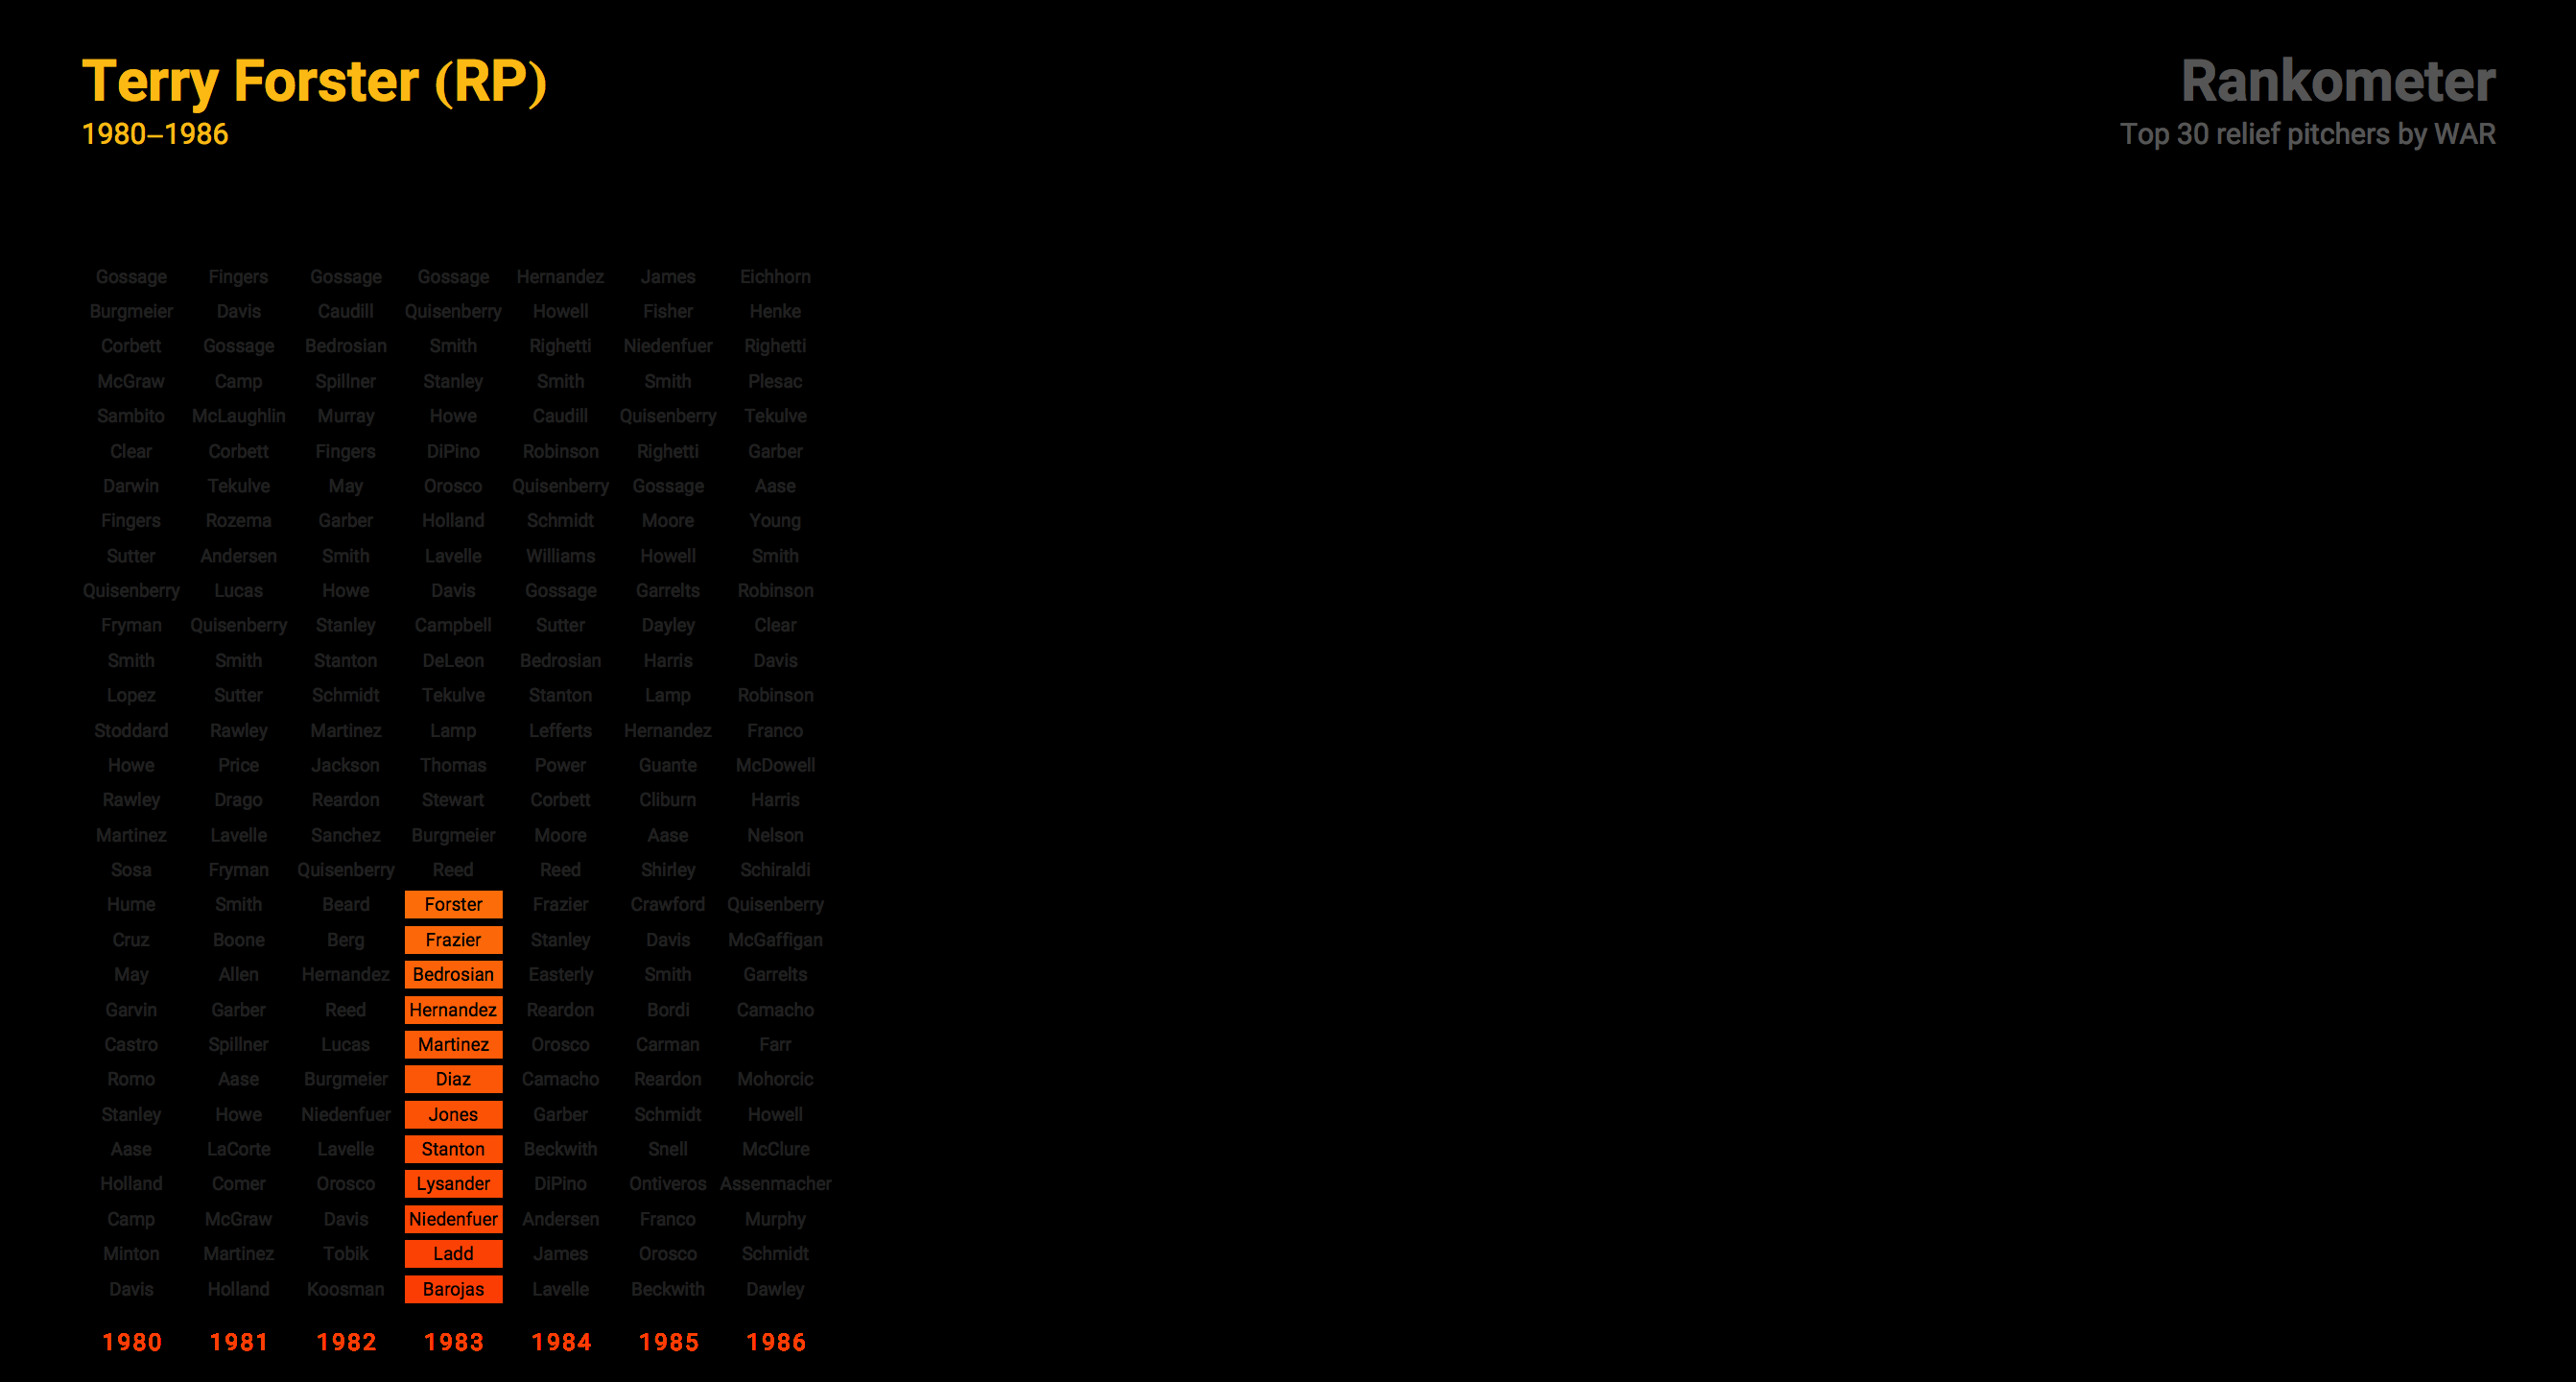 Terry Forster (RP)
1980–1986
Rankometer
Top 30 relief pitchers by WAR
Gossage Fingers Gossage Gossage Hernandez James Eichhorn
Burgmeier Davis Caudill Quisenberry Howell Fisher Henke
Corbett Gossage Bedrosian Smith Righetti Niedenfuer Righetti
McGraw Camp Spillner Stanley Smith Smith Plesac
Sambito McLaughlin Murray Howe Caudill Quisenberry Tekulve
Clear Corbett Fingers DiPino Robinson Righetti Garber
Darwin Tekulve May Orosco Quisenberry Gossage Aase
Fingers Rozema Garber Holland Schmidt Moore Young
Sutter Andersen Smith Lavelle Williams Howell Smith
Quisenberry Lucas Howe Davis Gossage Garrelts Robinson
Fryman Quisenberry Stanley Campbell Sutter Dayley Clear
Smith Smith Stanton DeLeon Bedrosian Harris Davis
Lopez Sutter Schmidt Tekulve Stanton Lamp Robinson
Stoddard Rawley Martinez Lamp Lefferts Hernandez Franco
Howe Price Jackson Thomas Power Guante McDowell
Rawley Drago Reardon Stewart Corbett Cliburn Harris
Martinez Lavelle Sanchez Burgmeier Moore Aase Nelson
Sosa Fryman Quisenberry Reed Reed Shirley Schiraldi
Hume Smith Beard Forster Frazier Crawford Quisenberry
Cruz Boone Berg Frazier Stanley Davis McGaffigan
May Allen Hernandez Bedrosian Easterly Smith Garrelts
Garvin Garber Reed Hernandez Reardon Bordi Camacho
Castro Spillner Lucas Martinez Orosco Carman Farr
Romo Aase Burgmeier Diaz Camacho Reardon Mohorcic
Stanley Howe Niedenfuer Jones Garber Schmidt Howell
Aase LaCorte Lavelle Stanton Beckwith Snell McClure
Holland Comer Orosco Lysander DiPino Ontiveros Assenmacher
Camp McGraw Davis Niedenfuer Andersen Franco Murphy
Minton Martinez Tobik Ladd James Orosco Schmidt
Davis Holland Koosman Barojas Lavelle Beckwith Dawley
1980 1981 1982 1983 1984 1985 1986